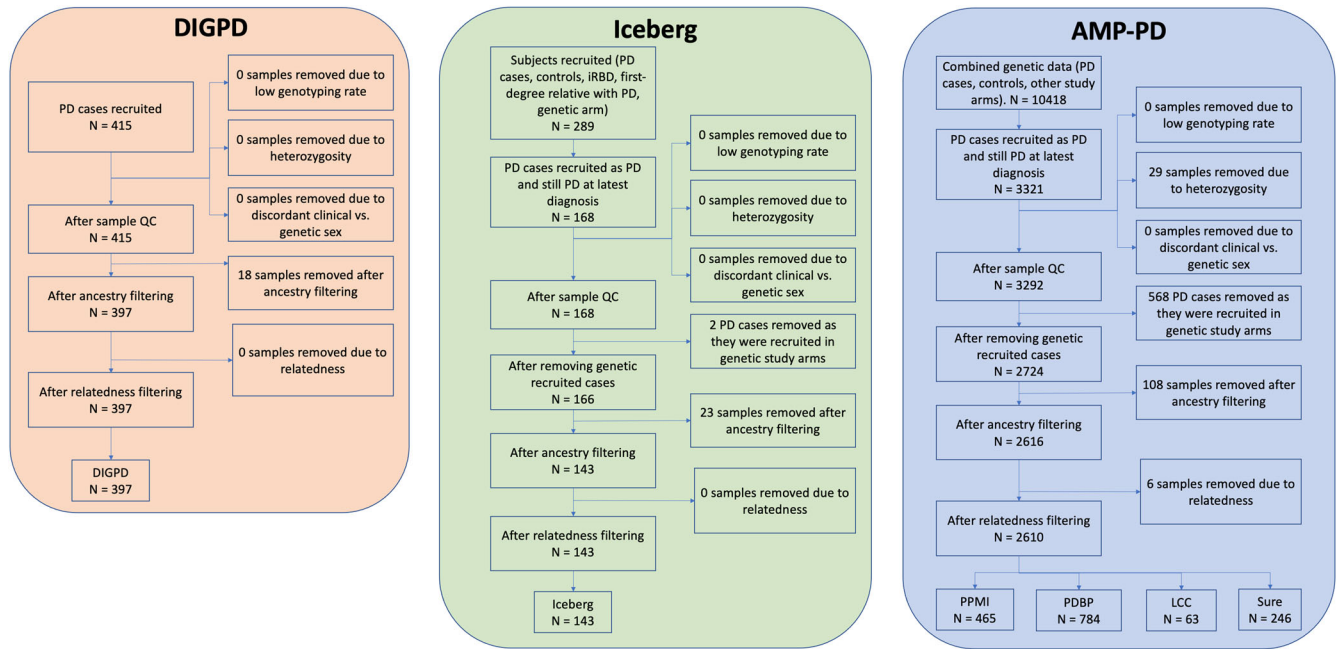 DIGPD
PD cases recruited
N = 415
0 samples removed due to
low genotyping rate
0 samples removed due to
heterozygosity
0 samples removed due to
discordant clinical vs.
genetic sex
After sample QC
N = 415
18 samples removed after
ancestry filtering
After ancestry filtering
N = 397
0 samples removed due to
relatedness
After relatedness filtering
N = 397
DIGPD
N = 397
Iceberg
Subjects recruited (PD
cases, controls, iRBD, first-
degree relative with PD,
genetic arm)
N = 289
PD cases recruited as PD
and still PD at latest
diagnosis
N = 168
0 samples removed due to
low genotyping rate
0 samples removed due to
heterozygosity
0 samples removed due to
discordant clinical vs.
genetic sex
After sample QC
N = 168
2 PD cases removed as
they were recruited in
genetic study arms
After removing genetic
recruited cases
N = 166
23 samples removed after
ancestry filtering
After ancestry filtering
N = 143
0 samples removed due to
relatedness
After relatedness filtering
N = 143
Iceberg
N = 143
AMP-PD
Combined genetic data (PD
cases, controls, other study
arms). N = 10418
PD cases recruited as PD
and still PD at latest
diagnosis
N = 3321
0 samples removed due to
low genotyping rate
29 samples removed due
to heterozygosity
0 samples removed due to
discordant clinical vs.
genetic sex
After sample QC
N = 3292
568 PD cases removed as
they were recruited in
genetic study arms
After removing genetic
recruited cases
N = 2724
108 samples removed after
ancestry filtering
After ancestry filtering
N = 2616
6 samples removed due to
relatedness
After relatedness filtering
N = 2610
PPMI
N = 465
PDBP
N = 784
LCC
N = 63
Sure
N = 246